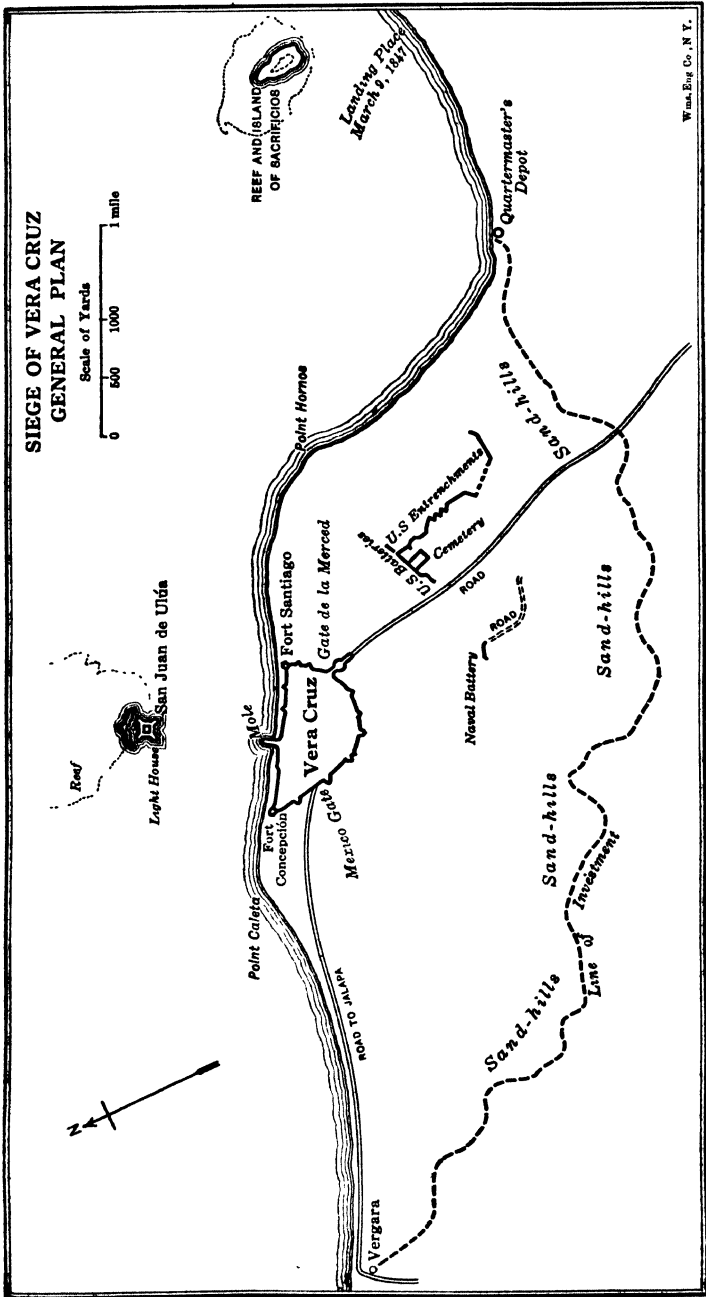 SIEGE OF VERA CRUZ
GENERAL PLAN
Scale of Yards
0 500 1000 1 mile
N
Reef
Light House
San Juan de Ulúa
REEF AND ISLAND
OF SACRIFICIOS
Landing Place
March 9, 1847
Point Caleta
Mole
Point Hornos
Fort
Concepción
Fort Santiago
Vera Cruz
Gate de la Merced
Mexico Gate
ROAD TO JALAPA
Vergara
U.S Batteries
U.S Entrenchments
Cemetery
ROAD
Naval Battery
ROAD
Quartermaster's
Depot
Sand-hills
Sand-hills
Sand-hills
Sand-hills
Line of Investment
Wms. Eng Co, N.Y.